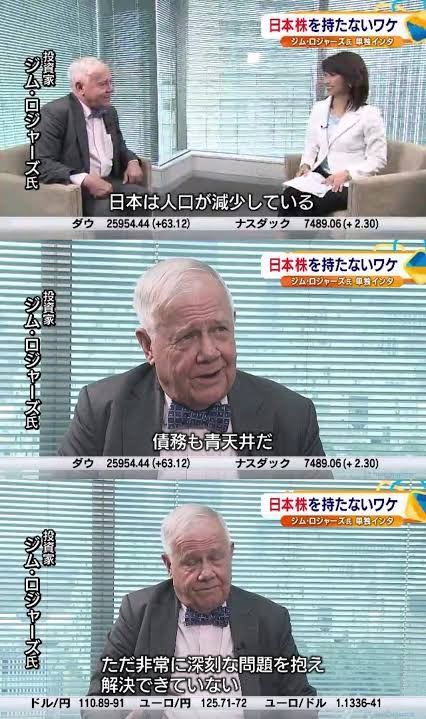 日本株を持たないワケ
ジム・ロジャーズ氏 単独インタ
投資家
ジム・ロジャーズ氏
日本は人口が減少している
ダウ 25954.44 (+63.12) ナスダック 7489.06 (+ 2.30)
日本株を持たないワケ
ジム・ロジャーズ氏 単独インタ
投資家
ジム・ロジャーズ氏
債務も青天井だ
ダウ 25954.44 (+63.12) ナスダック 7489.06 (+ 2.30)
日本株を持たないワケ
ジム・ロジャーズ氏 単独インタ
投資家
ジム・ロジャーズ氏
ただ非常に深刻な問題を抱え
解決できていない
ドル/円 110.89-91 ユーロ/円 125.71-72 ユーロ/ドル 1.1336-41